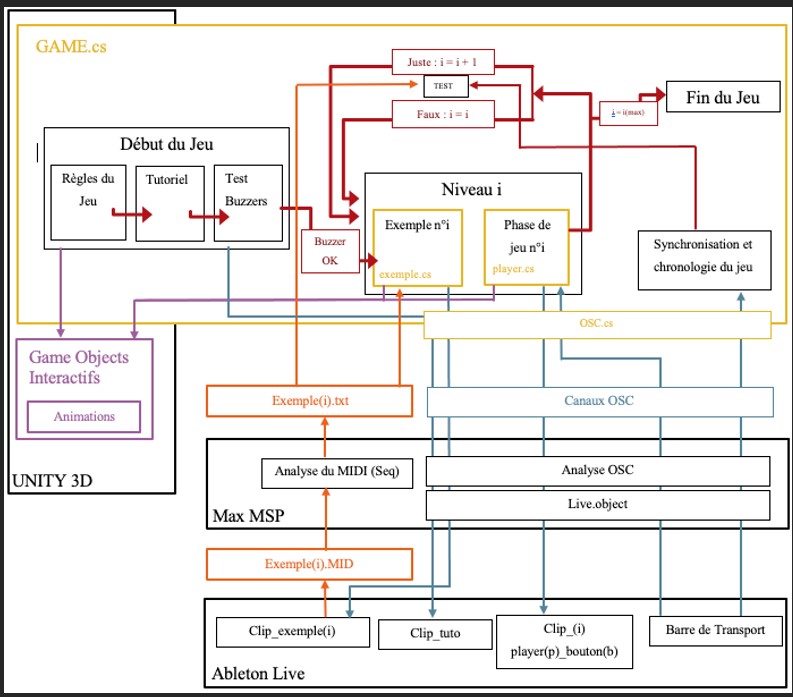 GAME.cs
Juste : i = i + 1
TEST
Faux : i = i
i = i(max)
Fin du Jeu
Début du Jeu
Règles du
Jeu
Tutoriel
Test
Buzzers
Buzzer
OK
Niveau i
Exemple n°i
exemple.cs
Phase de
jeu n°i
player.cs
Synchronisation et
chronologie du jeu
OSC.cs
Game Objects
Interactifs
Animations
UNITY 3D
Exemple(i).txt
Canaux OSC
Analyse du MIDI (Seq)
Analyse OSC
Live.object
Max MSP
Exemple(i).MID
Clip_exemple(i)
Clip_tuto
Clip_(i)
player(p)_bouton(b)
Barre de Transport
Ableton Live